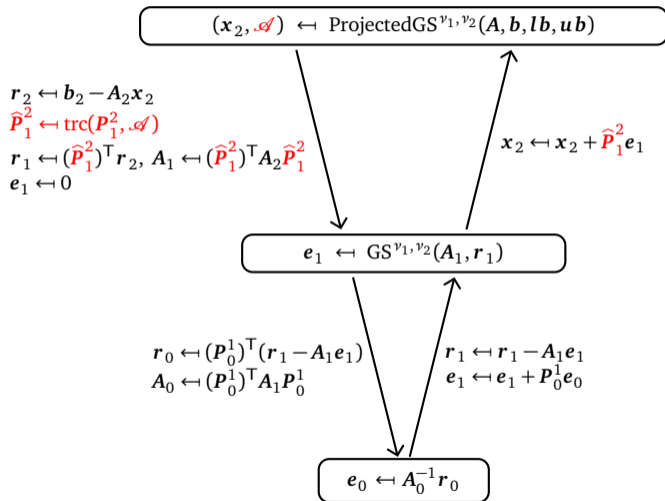 (x₂, 𝒜) ↤ ProjectedGS^{ν₁,ν₂}(A, b, lb, ub)
r₂ ↤ b₂ − A₂x₂
P̂₁² ↤ trc(P₁², 𝒜)
r₁ ↤ (P̂₁²)ᵀr₂, A₁ ↤ (P̂₁²)ᵀA₂P̂₁²
e₁ ↤ 0
x₂ ↤ x₂ + P̂₁²e₁
e₁ ↤ GS^{ν₁,ν₂}(A₁, r₁)
r₀ ↤ (P₀¹)ᵀ(r₁ − A₁e₁)
A₀ ↤ (P₀¹)ᵀA₁P₀¹
r₁ ↤ r₁ − A₁e₁
e₁ ↤ e₁ + P₀¹e₀
e₀ ↤ A₀⁻¹r₀